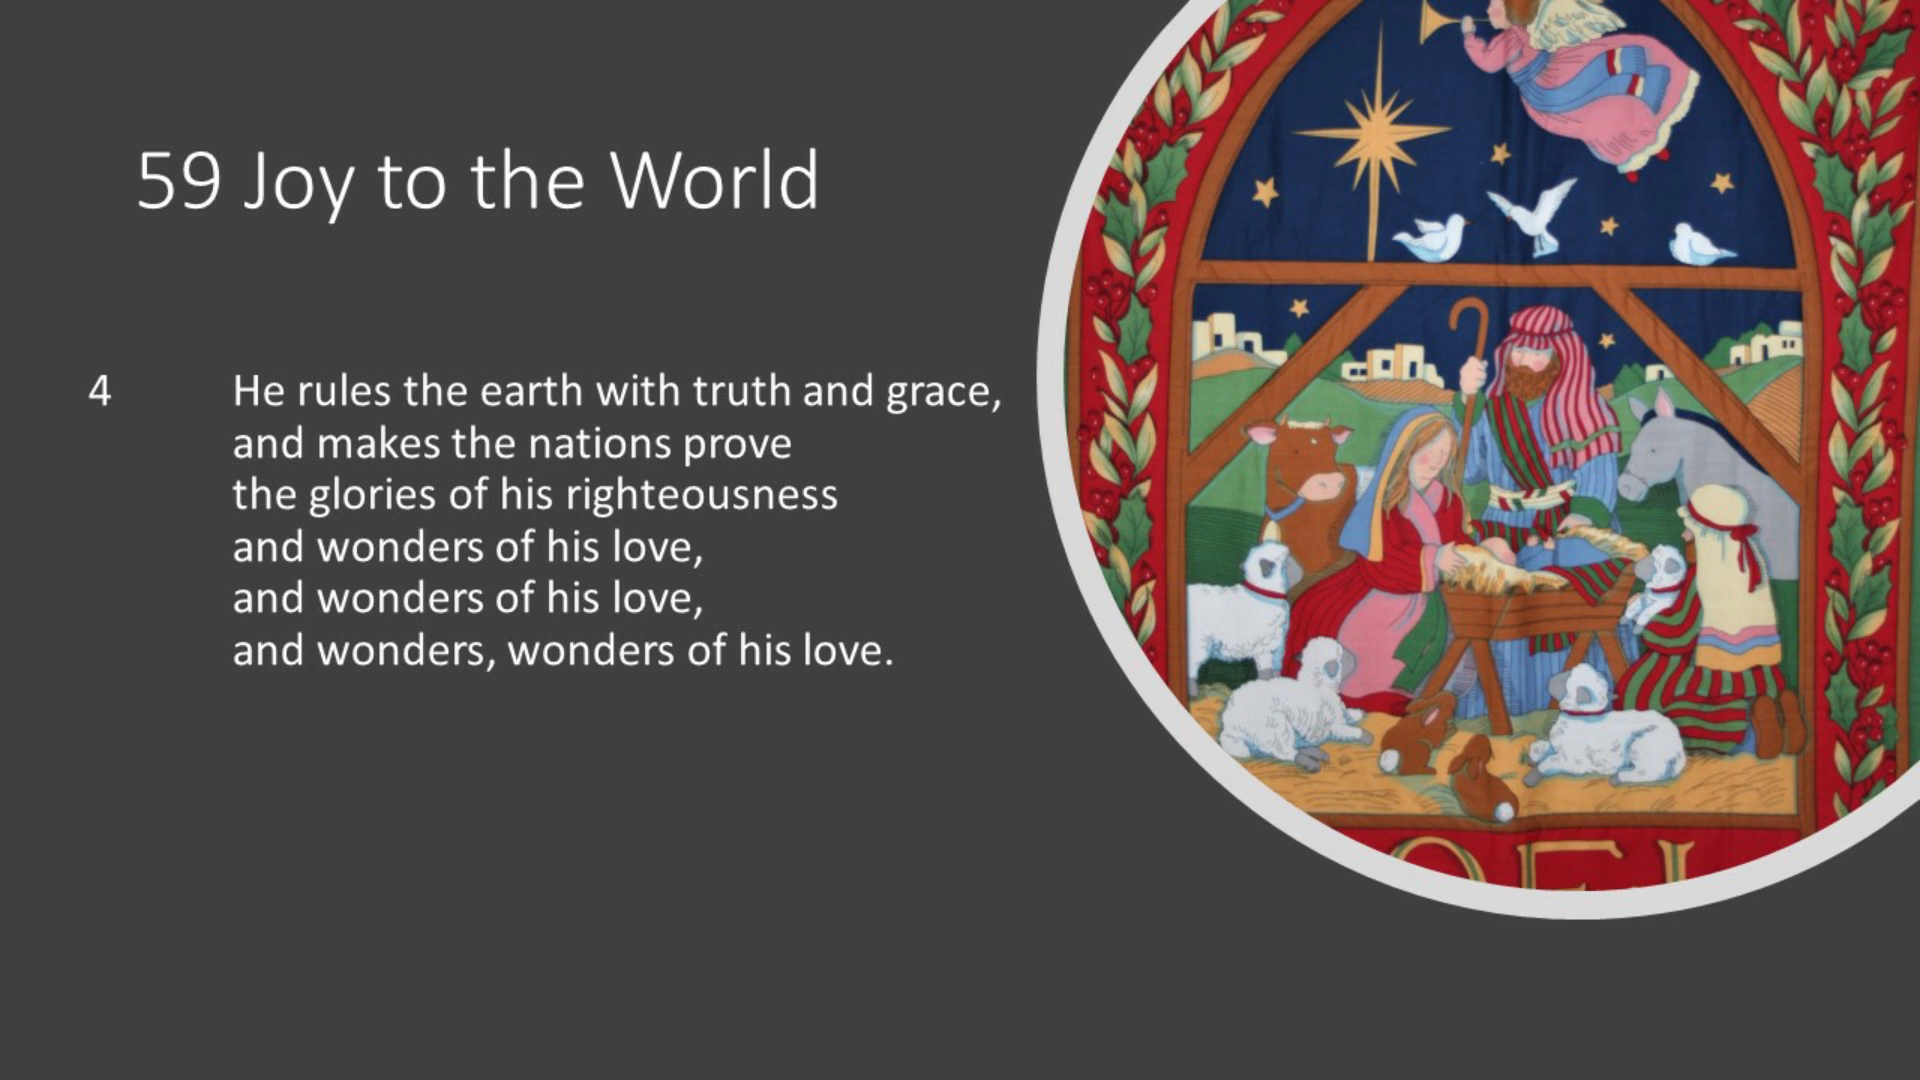 59 Joy to the World
4 He rules the earth with truth and grace,
and makes the nations prove
the glories of his righteousness
and wonders of his love,
and wonders of his love,
and wonders, wonders of his love.
OEL